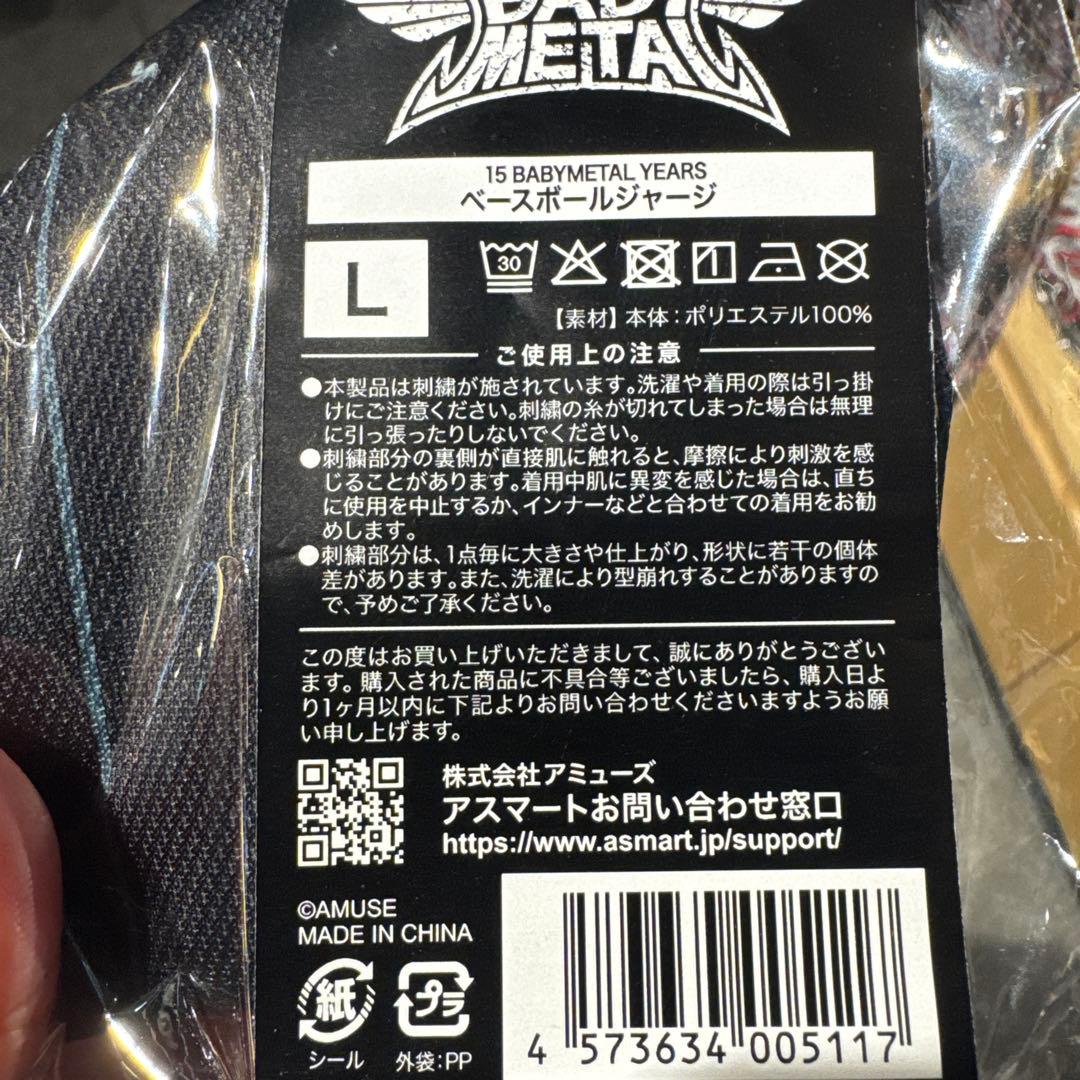 BABY
METAL
15 BABYMETAL YEARS
ベースボールジャージ
L
30
【素材】本体：ポリエステル100%
ご使用上の注意
●本製品は刺繍が施されています。洗濯や着用の際は引っ掛
けにご注意ください。刺繍の糸が切れてしまった場合は無理
に引っ張ったりしないでください。
●刺繍部分の裏側が直接肌に触れると、摩擦により刺激を感
じることがあります。着用中肌に異変を感じた場合は、直ち
に使用を中止するか、インナーなどと合わせての着用をお勧
めします。
●刺繍部分は、1点毎に大きさや仕上がり、形状に若干の個体
差があります。また、洗濯により型崩れすることがありますの
で、予めご了承ください。
この度はお買い上げいただきまして、誠にありがとうござい
ます。購入された商品に不具合等ございましたら、購入日よ
り1ヶ月以内に下記よりお問い合わせくださいますようお願
い申し上げます。
株式会社アミューズ
アスマートお問い合わせ窓口
https://www.asmart.jp/support/
©AMUSE
MADE IN CHINA
紙
プラ
シール
外袋：PP
4 573634 005117